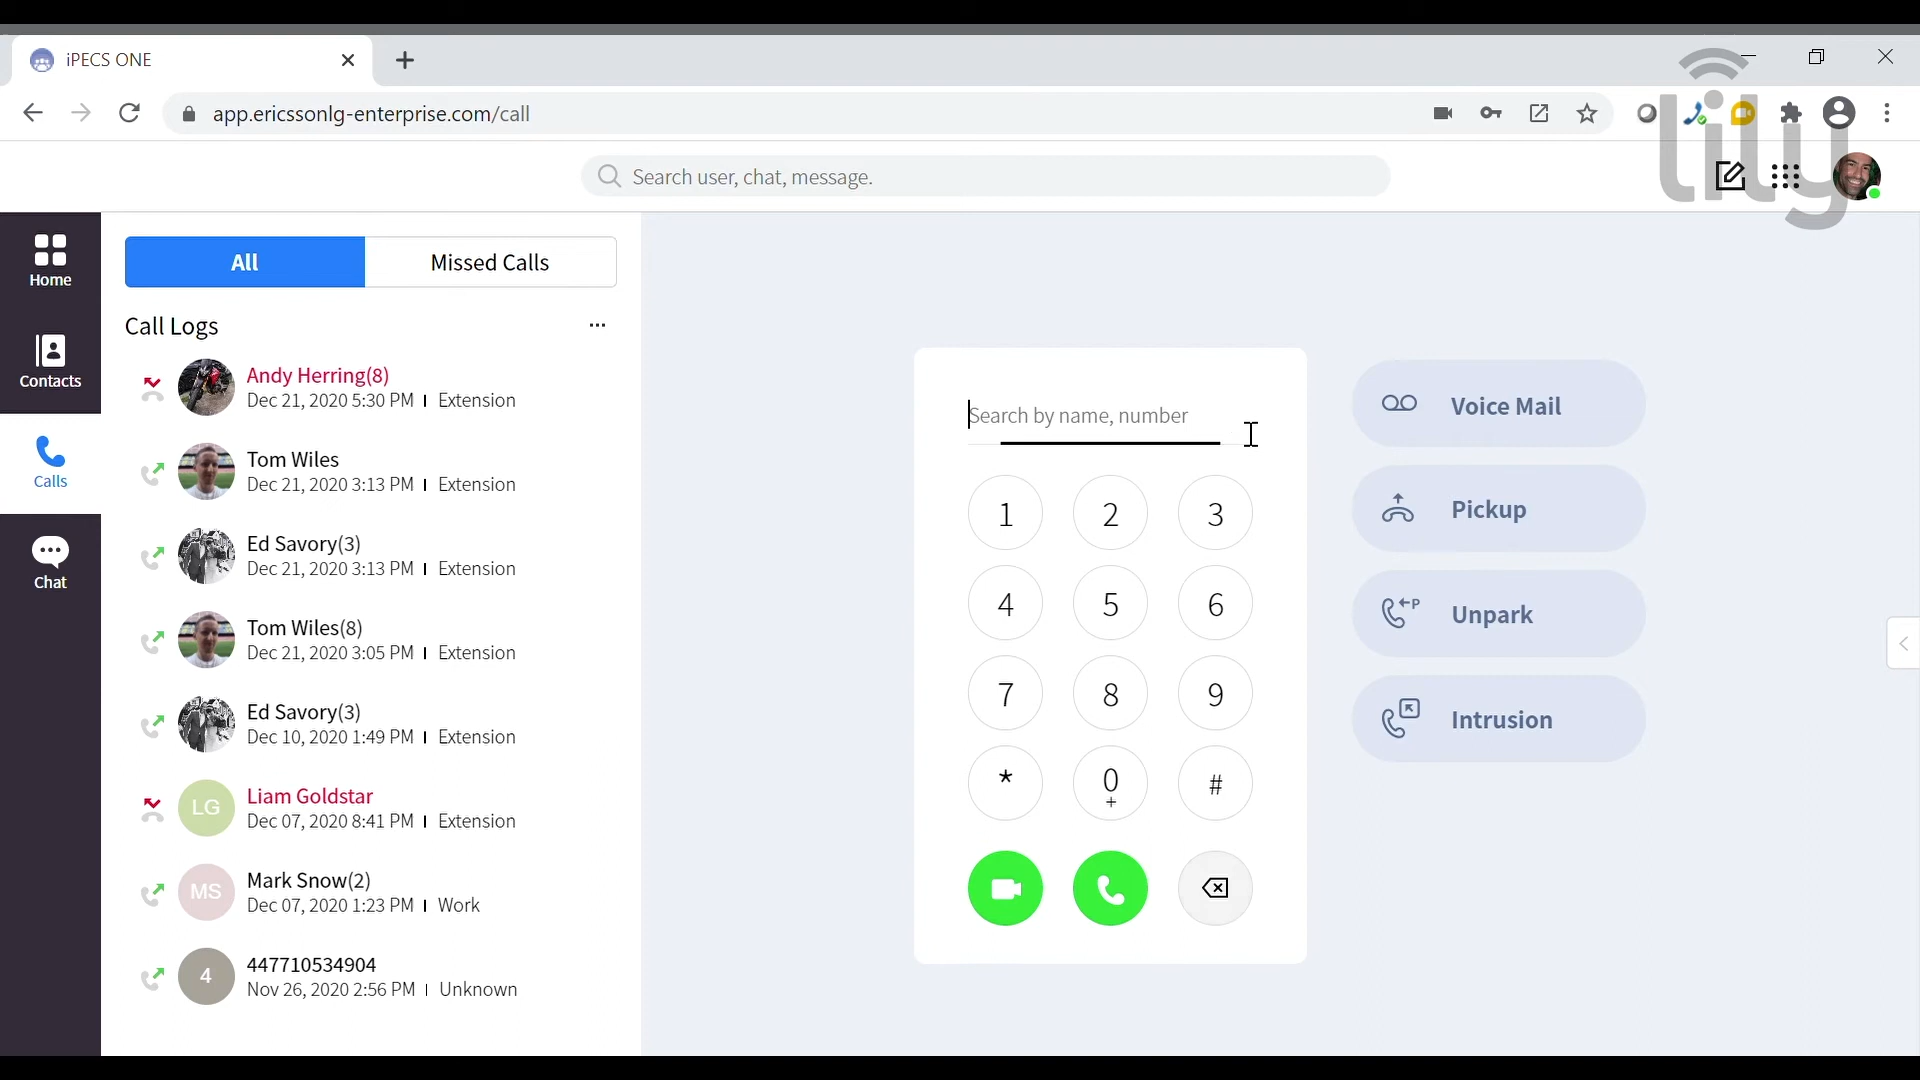 iPECS ONE
app.ericssonlg-enterprise.com/call
lily
Search user, chat, message.
Home
Contacts
Calls
Chat
All
Missed Calls
Call Logs
Andy Herring(8)
Dec 21, 2020 5:30 PM Extension
Tom Wiles
Dec 21, 2020 3:13 PM Extension
Ed Savory(3)
Dec 21, 2020 3:13 PM Extension
Tom Wiles(8)
Dec 21, 2020 3:05 PM Extension
Ed Savory(3)
Dec 10, 2020 1:49 PM Extension
LG
Liam Goldstar
Dec 07, 2020 8:41 PM Extension
MS
Mark Snow(2)
Dec 07, 2020 1:23 PM Work
4
447710534904
Nov 26, 2020 2:56 PM Unknown
Search by name, number
1 2 3
4 5 6
7 8 9
* 0 #
+
Voice Mail
Pickup
P
Unpark
Intrusion